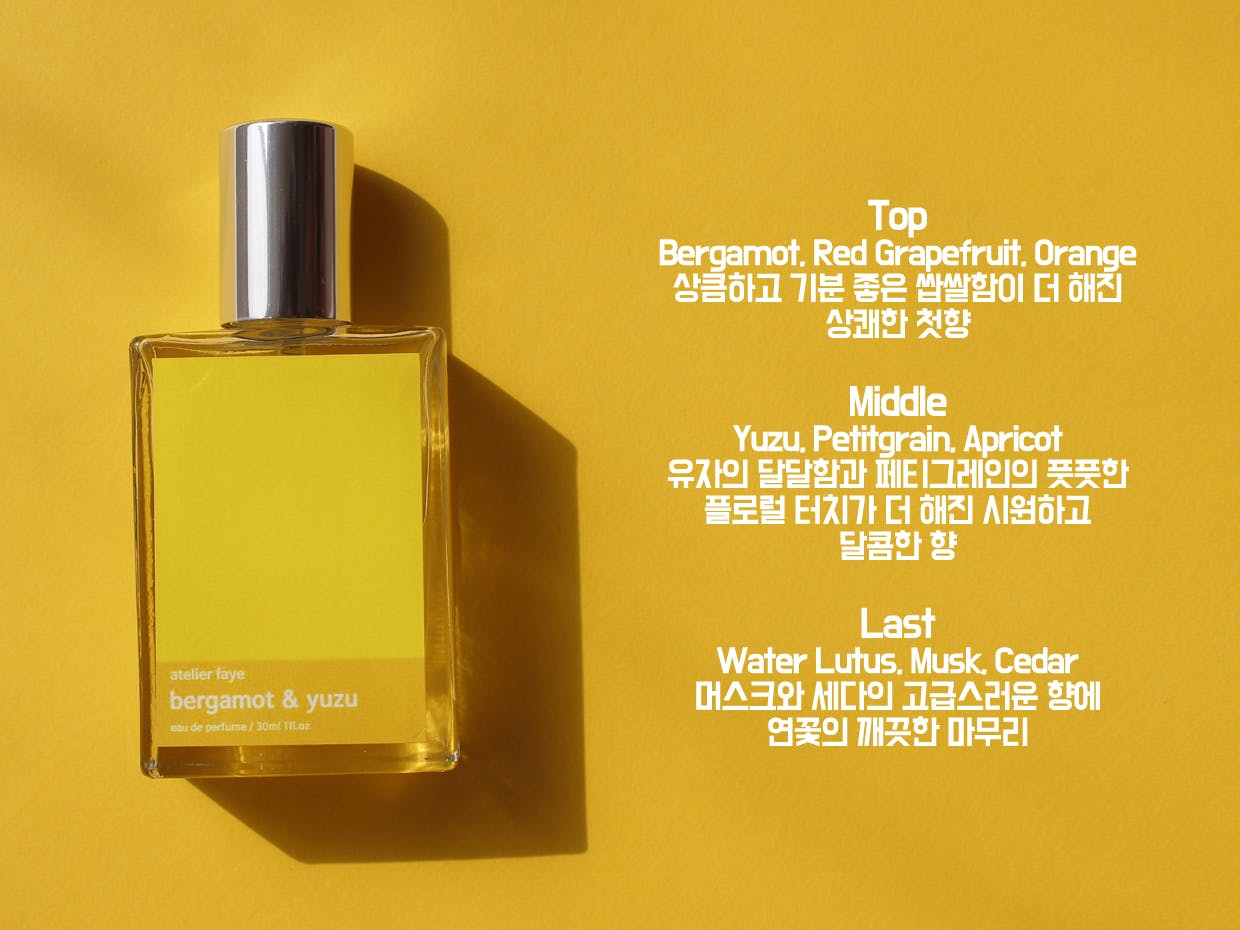 atelier faye
bergamot & yuzu
eau de perfume / 30ml 1fl.oz
Top
Bergamot, Red Grapefruit, Orange
상큼하고 기분 좋은 쌉쌀함이 더 해진
상쾌한 첫향
Middle
Yuzu, Petitgrain, Apricot
유자의 달달함과 페티그레인의 풋풋한
플로럴 터치가 더 해진 시원하고
달콤한 향
Last
Water Lutus, Musk, Cedar
머스크와 세다의 고급스러운 향에
연꽃의 깨끗한 마무리